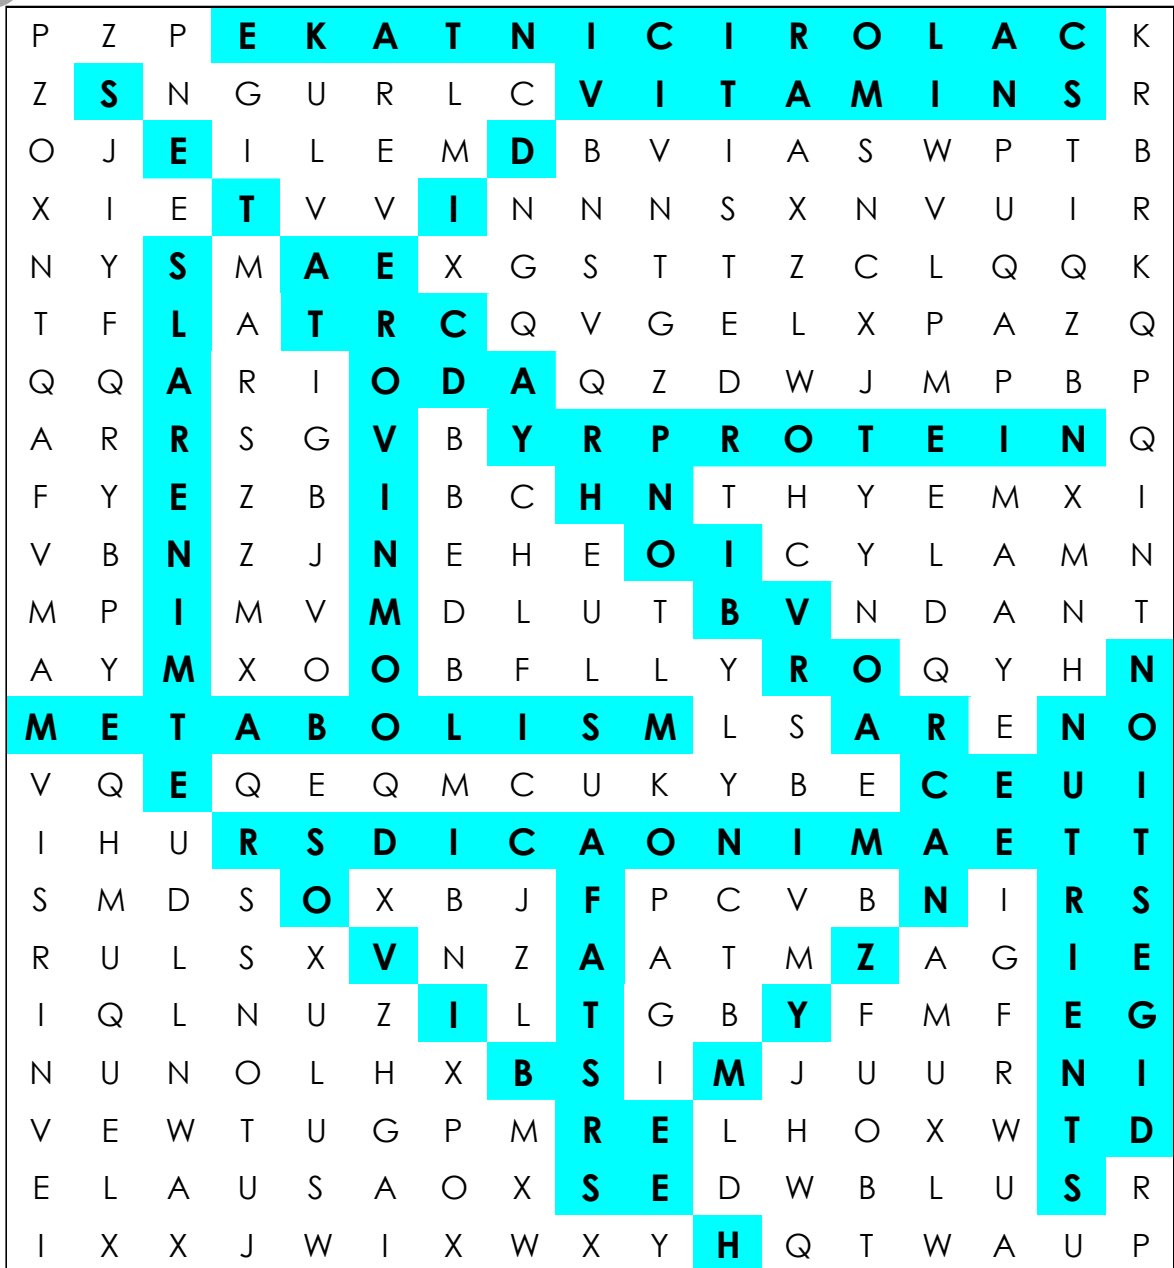 P Z P E K A T N I C I R O L A C K
Z S N G U R L C V I T A M I N S R
O J E I L E M D B V I A S W P T B
X I E T V V I N N N S X N V U I R
N Y S M A E X G S T T Z C L Q Q K
T F L A T R C Q V G E L X P A Z Q
Q Q A R I O D A Q Z D W J M P B P
A R R S G V B Y R P R O T E I N Q
F Y E Z B I B C H N T H Y E M X I
V B N Z J N E H E O I C Y L A M N
M P I M V M D L U T B V N D A N T
A Y M X O O B F L L Y R O Q Y H N
M E T A B O L I S M L S A R E N O
V Q E Q E Q M C U K Y B E C E U I
I H U R S D I C A O N I M A E T T
S M D S O X B J F P C V B N I R S
R U L S X V N Z A A T M Z A G I E
I Q L N U Z I L T G B Y F M F E G
N U N O L H X B S I M J U U R N I
V E W T U G P M R E L H O X W T D
E L A U S A O X S E D W B L U S R
I X X J W I X W X Y H Q T W A U P